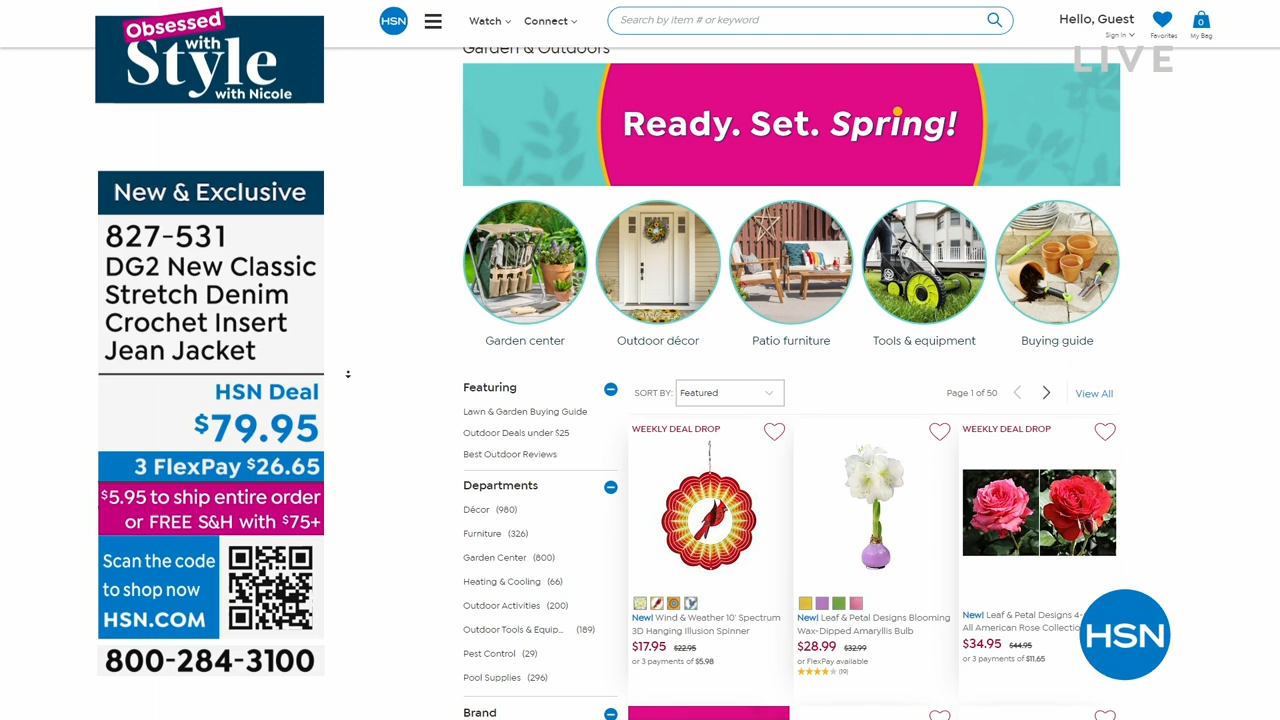 Obsessed
with
Style
with Nicole
New & Exclusive
827-531
DG2 New Classic
Stretch Denim
Crochet Insert
Jean Jacket
HSN Deal
$79.95
3 FlexPay $26.65
$5.95 to ship entire order
or FREE S&H with $75+
Scan the code
to shop now
HSN.COM
800-284-3100
HSN
Watch
Connect
Search by item # or keyword
Hello, Guest
Sign In
Favorites
0
My Bag
LIVE
Garden & Outdoors
Ready. Set. Spring!
Garden center
Outdoor décor
Patio furniture
Tools & equipment
Buying guide
Featuring
Lawn & Garden Buying Guide
Outdoor Deals under $25
Best Outdoor Reviews
Departments
Décor (980)
Furniture (326)
Garden Center (800)
Heating & Cooling (66)
Outdoor Activities (200)
Outdoor Tools & Equip... (189)
Pest Control (29)
Pool Supplies (296)
Brand
SORT BY: Featured
Page 1 of 50
View All
WEEKLY DEAL DROP
New! Wind & Weather 10" Spectrum
3D Hanging Illusion Spinner
$17.95 $22.95
or 3 payments of $5.98
New! Leaf & Petal Designs Blooming
Wax-Dipped Amaryllis Bulb
$28.99 $32.99
or FlexPay available
(19)
WEEKLY DEAL DROP
New! Leaf & Petal Designs 4-
All American Rose Collectio
$34.95 $44.95
or 3 payments of $11.65
HSN